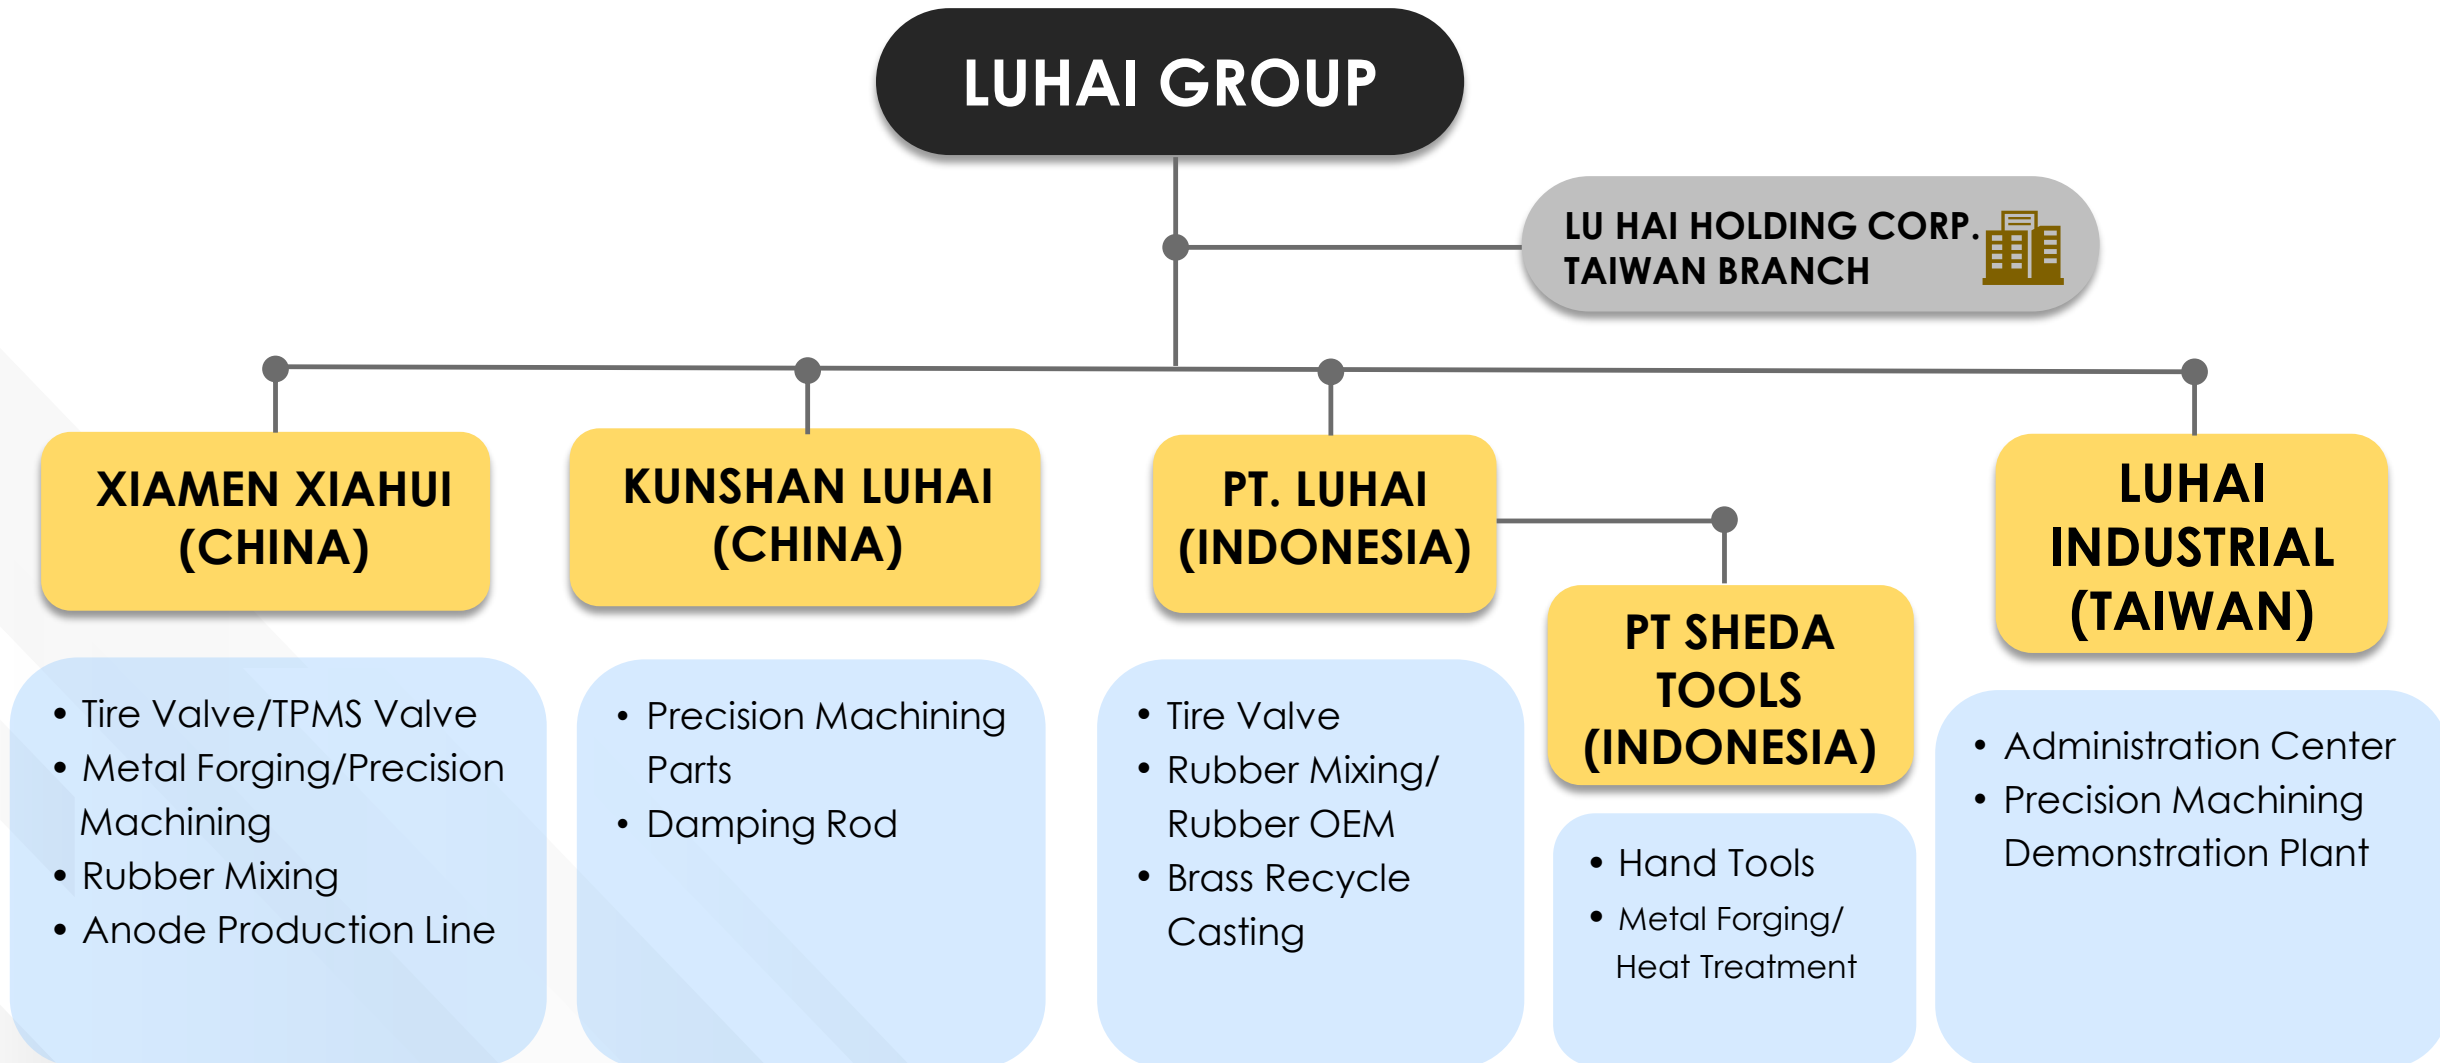 LUHAI GROUP
LU HAI HOLDING CORP.
TAIWAN BRANCH
XIAMEN XIAHUI
(CHINA)
• Tire Valve/TPMS Valve
• Metal Forging/Precision
Machining
• Rubber Mixing
• Anode Production Line
KUNSHAN LUHAI
(CHINA)
• Precision Machining
Parts
• Damping Rod
PT. LUHAI
(INDONESIA)
• Tire Valve
• Rubber Mixing/
Rubber OEM
• Brass Recycle
Casting
PT SHEDA
TOOLS
(INDONESIA)
• Hand Tools
• Metal Forging/
Heat Treatment
LUHAI
INDUSTRIAL
(TAIWAN)
• Administration Center
• Precision Machining
Demonstration Plant